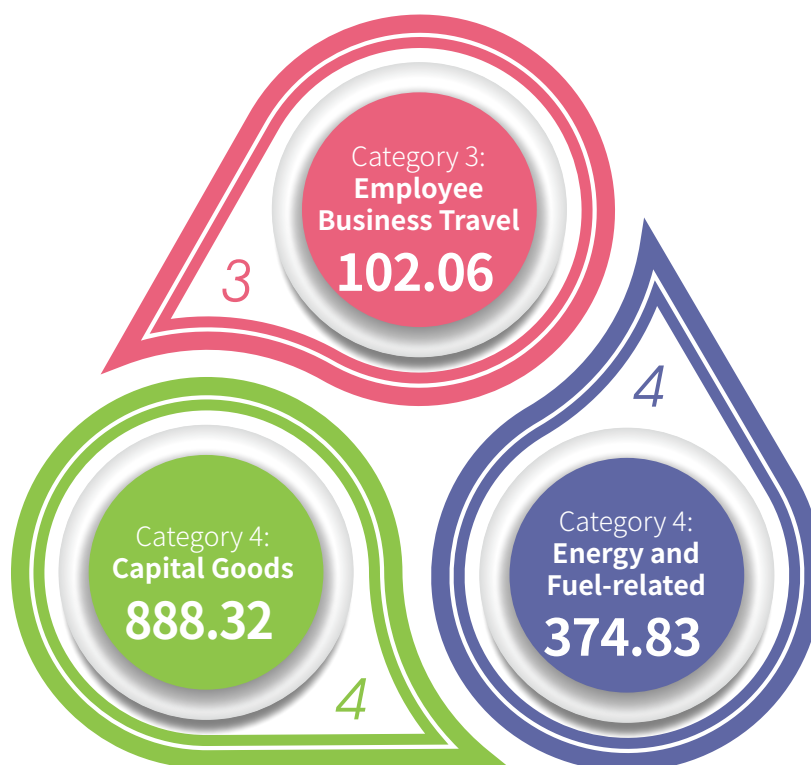 Category 3:
Employee
Business Travel
102.06
3
4
Category 4:
Capital Goods
888.32
4
Category 4:
Energy and
Fuel-related
374.83